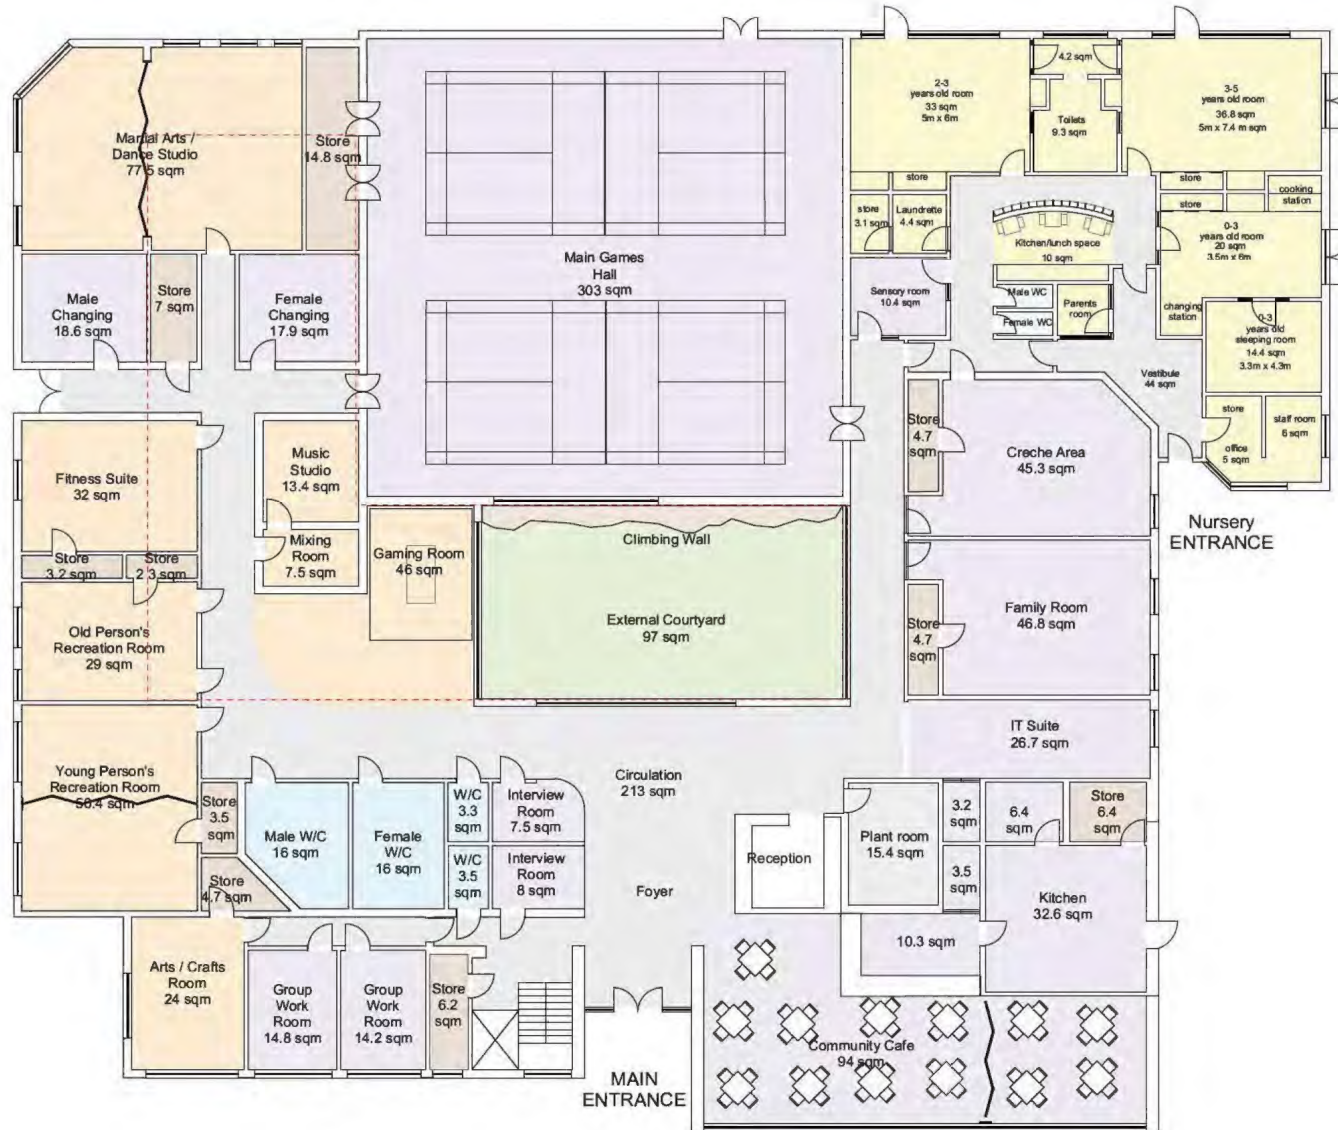 Martial Arts /
Dance Studio
77.5 sqm
Store
14.8 sqm
Male
Changing
18.6 sqm
Store
7 sqm
Female
Changing
17.9 sqm
Main Games
Hall
303 sqm
2-3
years old room
33 sqm
5m x 6m
4.2 sqm
Toilets
9.3 sqm
3-5
years old room
36.8 sqm
5m x 7.4 m sqm
store
store
3.1 sqm
Laundrette
4.4 sqm
Kitchen/lunch space
10 sqm
store
store
cooking
station
0-3
years old room
20 sqm
3.5m x 6m
Sensory room
10.4 sqm
Male WC
Female WC
Parents
room
changing
station
0-3
years old
sleeping room
14.4 sqm
3.3m x 4.3m
Vestibule
44 sqm
store
office
5 sqm
staff room
6 sqm
Nursery
ENTRANCE
Fitness Suite
32 sqm
Store
3.2 sqm
Store
2.3 sqm
Music
Studio
13.4 sqm
Mixing
Room
7.5 sqm
Gaming Room
46 sqm
Climbing Wall
External Courtyard
97 sqm
Store
4.7
sqm
Creche Area
45.3 sqm
Family Room
46.8 sqm
Store
4.7
sqm
Old Person's
Recreation Room
29 sqm
IT Suite
26.7 sqm
Young Person's
Recreation Room
50.4 sqm
Store
3.5
sqm
Store
4.7 sqm
Male W/C
16 sqm
Female
W/C
16 sqm
W/C
3.3
sqm
W/C
3.5
sqm
Interview
Room
7.5 sqm
Interview
Room
8 sqm
Circulation
213 sqm
Foyer
Reception
Plant room
15.4 sqm
3.2
sqm
3.5
sqm
6.4
sqm
Store
6.4
sqm
Kitchen
32.6 sqm
10.3 sqm
Arts / Crafts
Room
24 sqm
Group
Work
Room
14.8 sqm
Group
Work
Room
14.2 sqm
Store
6.2
sqm
MAIN
ENTRANCE
Community Cafe
94 sqm